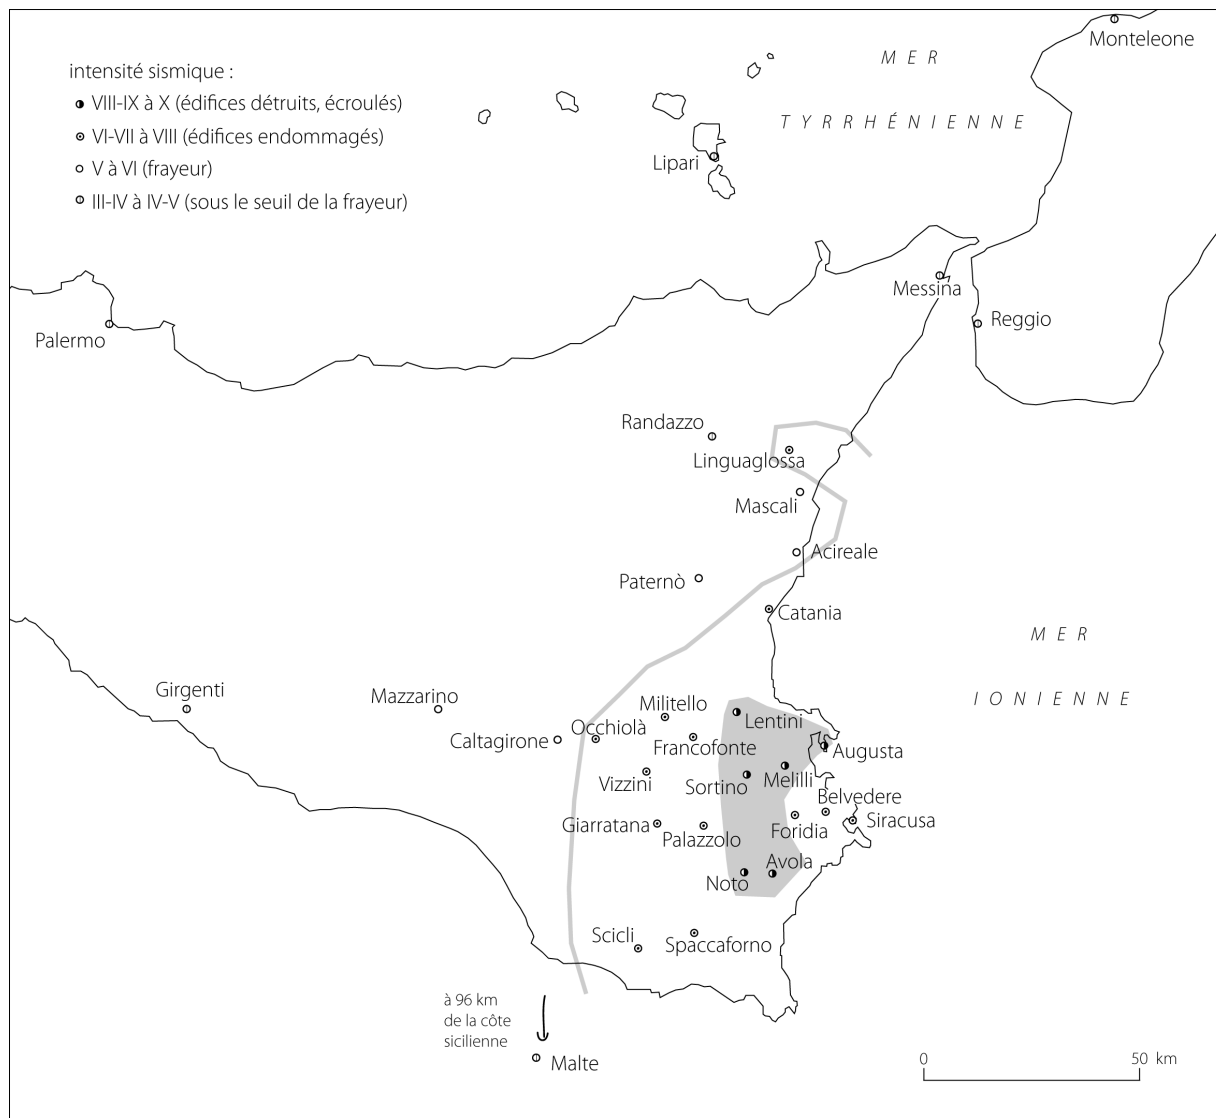 Monteleone
MER
TYRRHÉNIENNE
intensité sismique :
VIII-IX à X (édifices détruits, écroulés)
VI-VII à VIII (édifices endommagés)
V à VI (frayeur)
III-IV à IV-V (sous le seuil de la frayeur)
Lipari
Messina
Reggio
Palermo
Randazzo
Linguaglossa
Mascali
Acireale
Paternò
Catania
MER
IONIENNE
Girgenti
Mazzarino
Militello
Lentini
Caltagirone
Occhiolà
Francofonte
Augusta
Vizzini
Sortino
Melilli
Belvedere
Giarratana
Palazzolo
Foridia
Siracusa
Noto
Avola
Scicli
Spaccaforno
à 96 km
de la côte
sicilienne
Malte
0 50 km